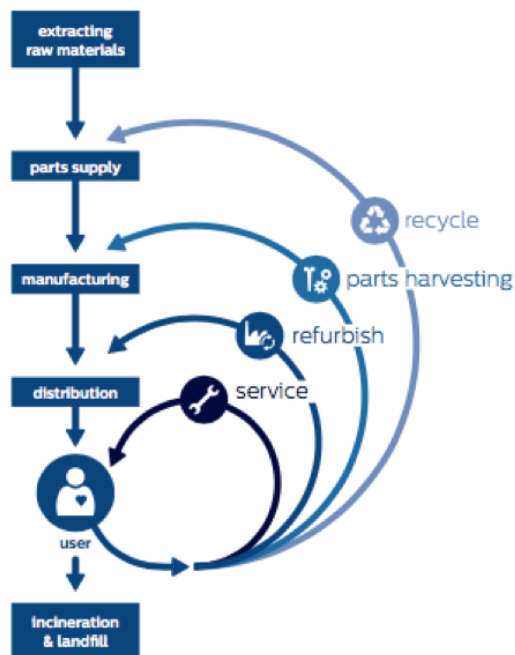 extracting
raw materials
parts supply
recycle
manufacturing
parts harvesting
refurbish
distribution
service
user
incineration
& landfill